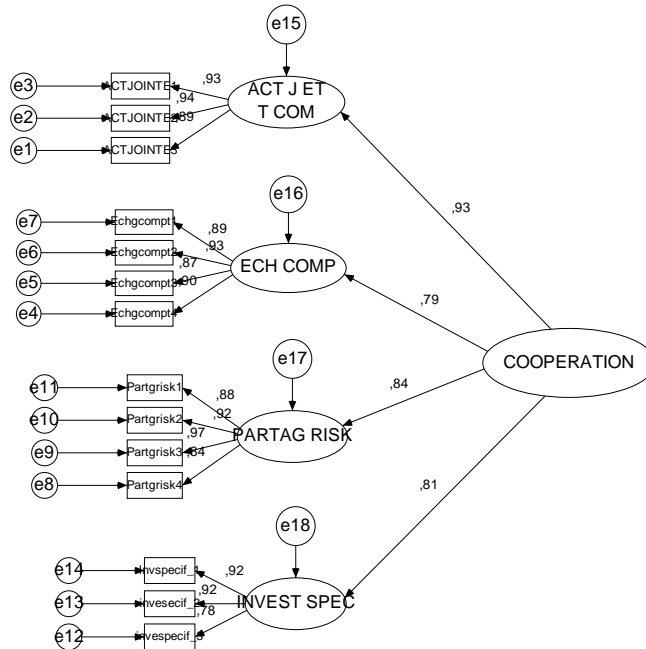 e15
e3
ACTJOINTE1
,93
ACT J ET
T COM
e2
ACTJOINTE2
,94
,89
e1
ACTJOINTE3
,93
e7
Echgcompt1
,89
e16
e6
Echgcompt2
,93
ECH COMP
e5
Echgcompt3
,87
,90
e4
Echgcompt4
,79
COOPERATION
e17
e11
Partgrisk1
,88
,84
e10
Partgrisk2
,92
PARTAG RISK
e9
Partgrisk3
,97
,84
e8
Partgrisk4
,81
e18
e14
Invspecif_1
,92
e13
invesecif_2
,92
INVEST SPEC
e12
invespecif_3
,78